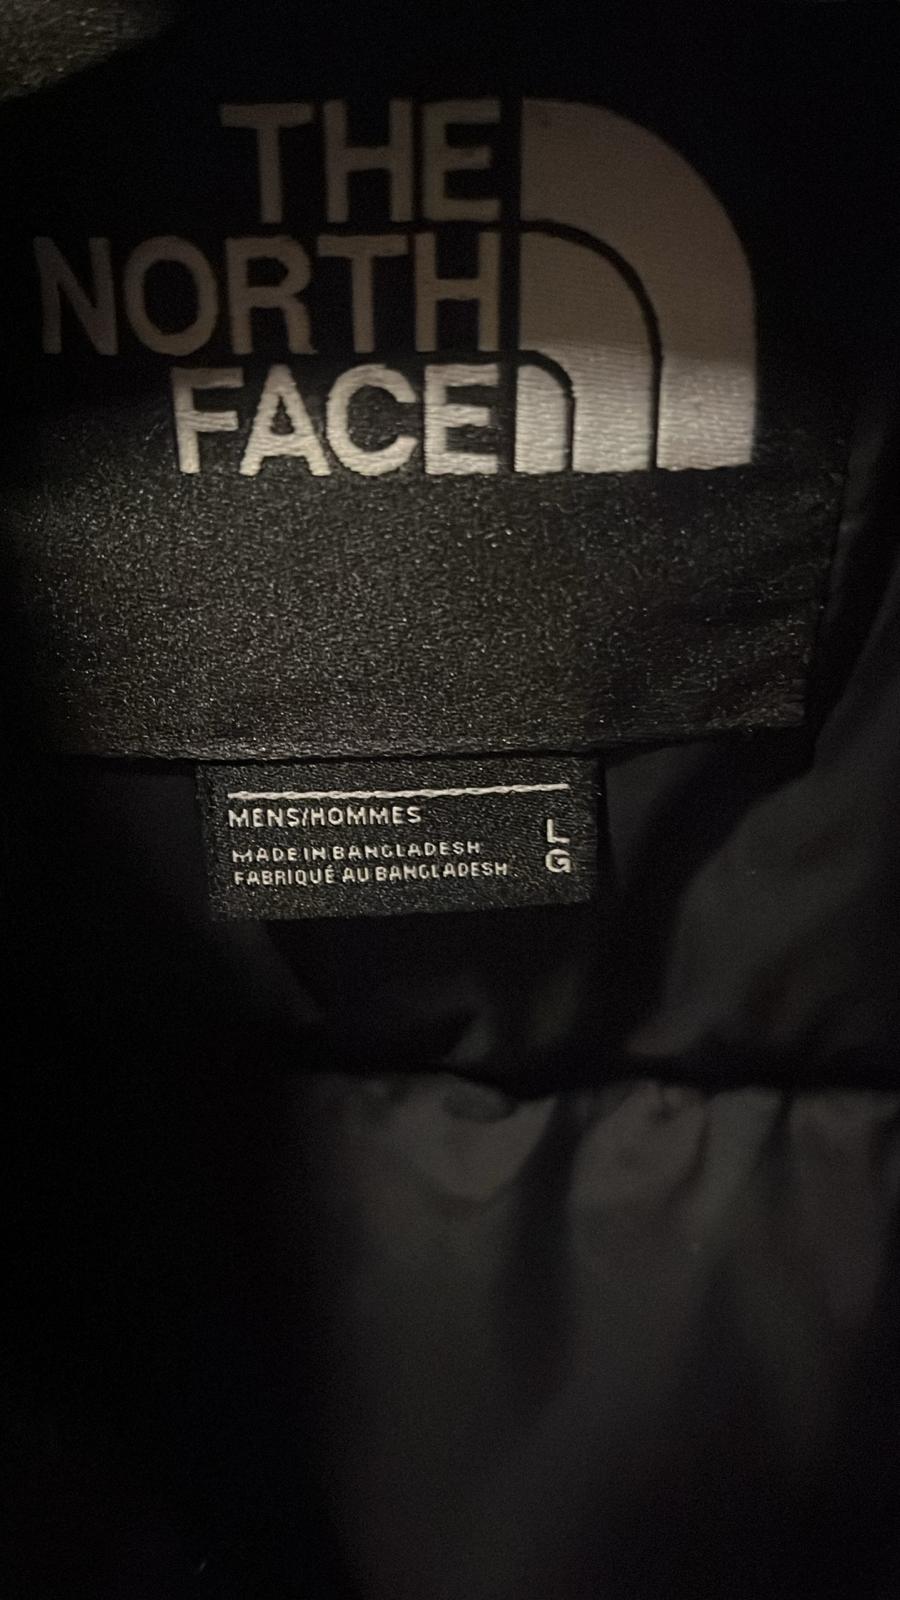 THE
NORTH
FACE
MENS/HOMMES
MADE IN BANGLADESH
FABRIQUÉ AU BANGLADESH
L
G